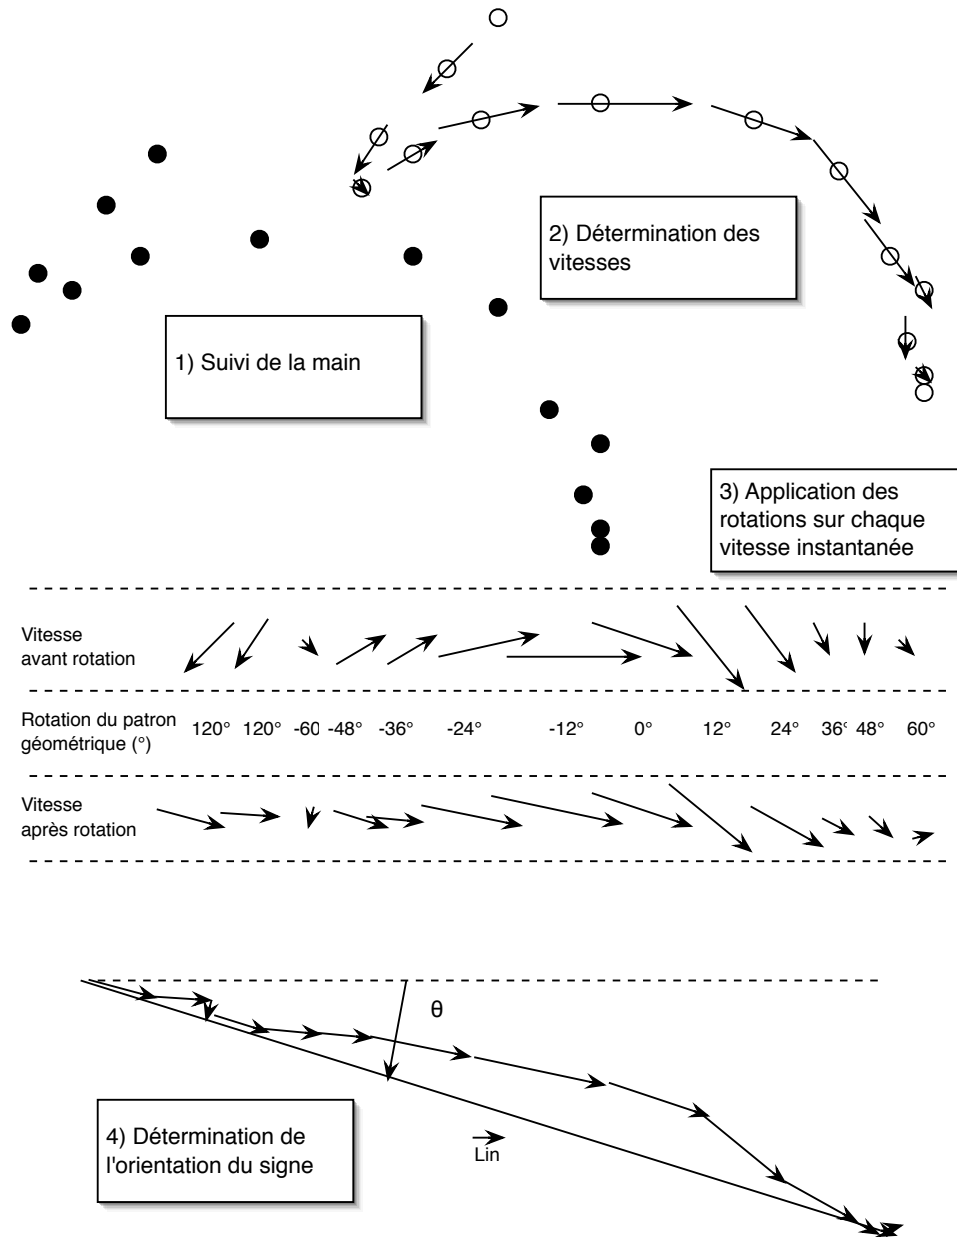 2) Détermination des
vitesses
1) Suivi de la main
3) Application des
rotations sur chaque
vitesse instantanée
Vitesse
avant rotation
Rotation du patron
géométrique (°)
120° 120° -60 -48° -36° -24° -12° 0° 12° 24° 36° 48° 60°
Vitesse
après rotation
θ
4) Détermination de
l'orientation du signe
Lin